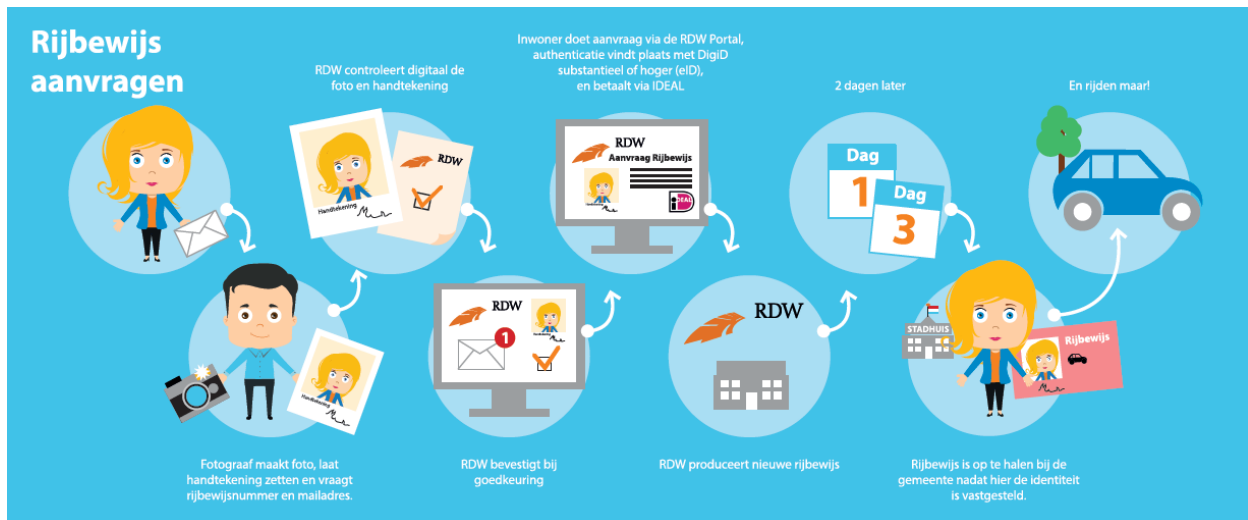 Rijbewijs
aanvragen
Fotograaf maakt foto, laat
handtekening zetten en vraagt
rijbewijsnummer en mailadres.
Handtekening
RDW controleert digitaal de
foto en handtekening
Handtekening
RDW
RDW
1
RDW bevestigt bij
goedkeuring
Inwoner doet aanvraag via de RDW Portal,
authenticatie vindt plaats met DigiD
substantieel of hoger (eID),
en betaalt via IDEAL
RDW
Aanvraag Rijbewijs
iDEAL
RDW
RDW produceert nieuwe rijbewijs
2 dagen later
Dag
1
Dag
3
STADHUIS
Rijbewijs
Rijbewijs is op te halen bij de
gemeente nadat hier de identiteit
is vastgesteld.
En rijden maar!